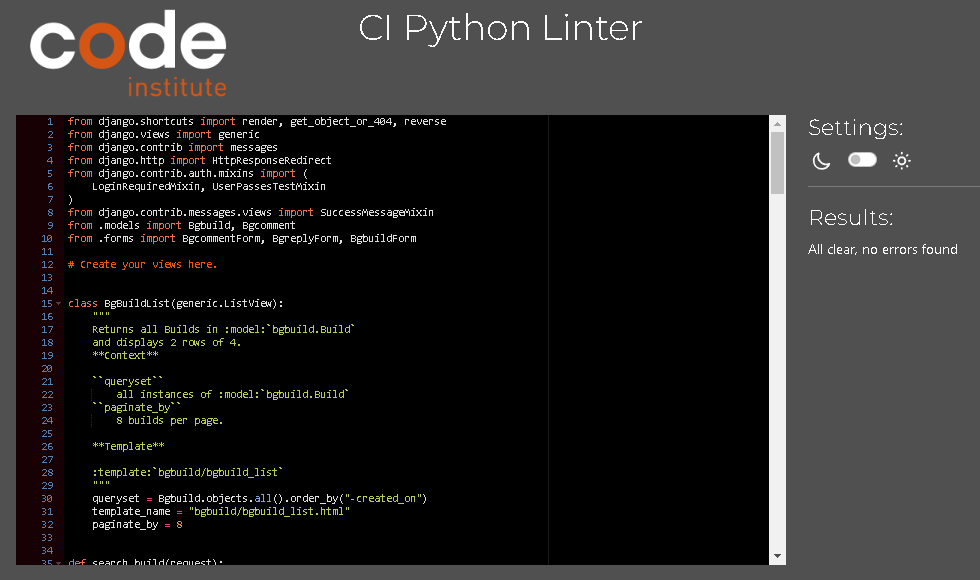 code
institute
CI Python Linter
1 from django.shortcuts import render, get_object_or_404, reverse
2 from django.views import generic
3 from django.contrib import messages
4 from django.http import HttpResponseRedirect
5 from django.contrib.auth.mixins import (
6     LoginRequiredMixin, UserPassesTestMixin
7 )
8 from django.contrib.messages.views import SuccessMessageMixin
9 from .models import Bgbuild, Bgcomment
10 from .forms import BgcommentForm, BgreplyForm, BgbuildForm
11
12 # Create your views here.
13
14
15 class BgBuildList(generic.ListView):
16     """
17     Returns all Builds in :model:`bgbuild.Build`
18     and displays 2 rows of 4.
19     **Context**
20
21     ``queryset``
22         all instances of :model:`bgbuild.Build`
23     ``paginate_by``
24         8 builds per page.
25
26     **Template**
27
28     :template:`bgbuild/bgbuild_list`
29     """
30     queryset = Bgbuild.objects.all().order_by("-created_on")
31     template_name = "bgbuild/bgbuild_list.html"
32     paginate_by = 8
33
34
35 def search_build(request):
Settings:
Results:
All clear, no errors found